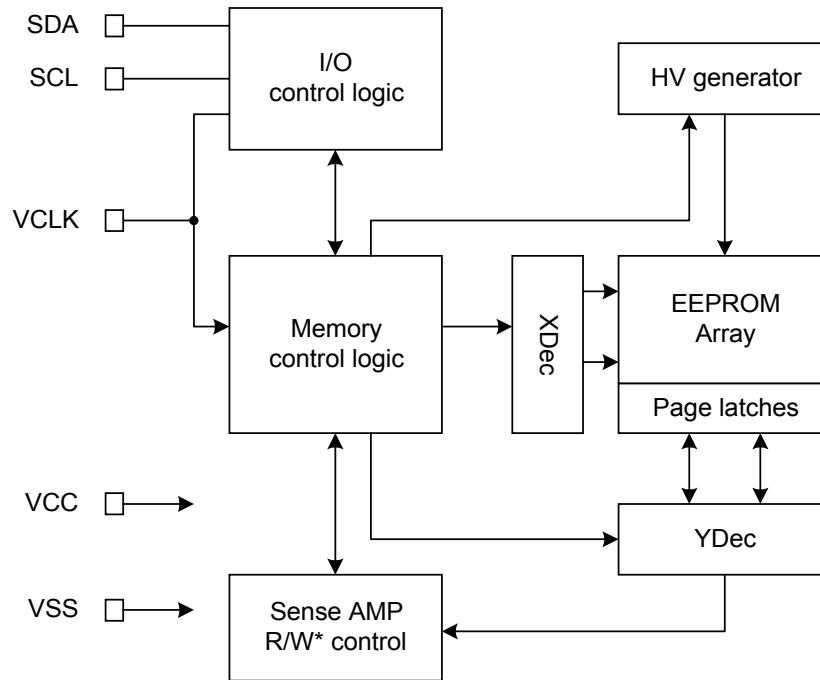 SDA
SCL
VCLK
VCC
VSS
I/O
control logic
Memory
control logic
Sense AMP
R/W* control
XDec
HV generator
EEPROM
Array
Page latches
YDec